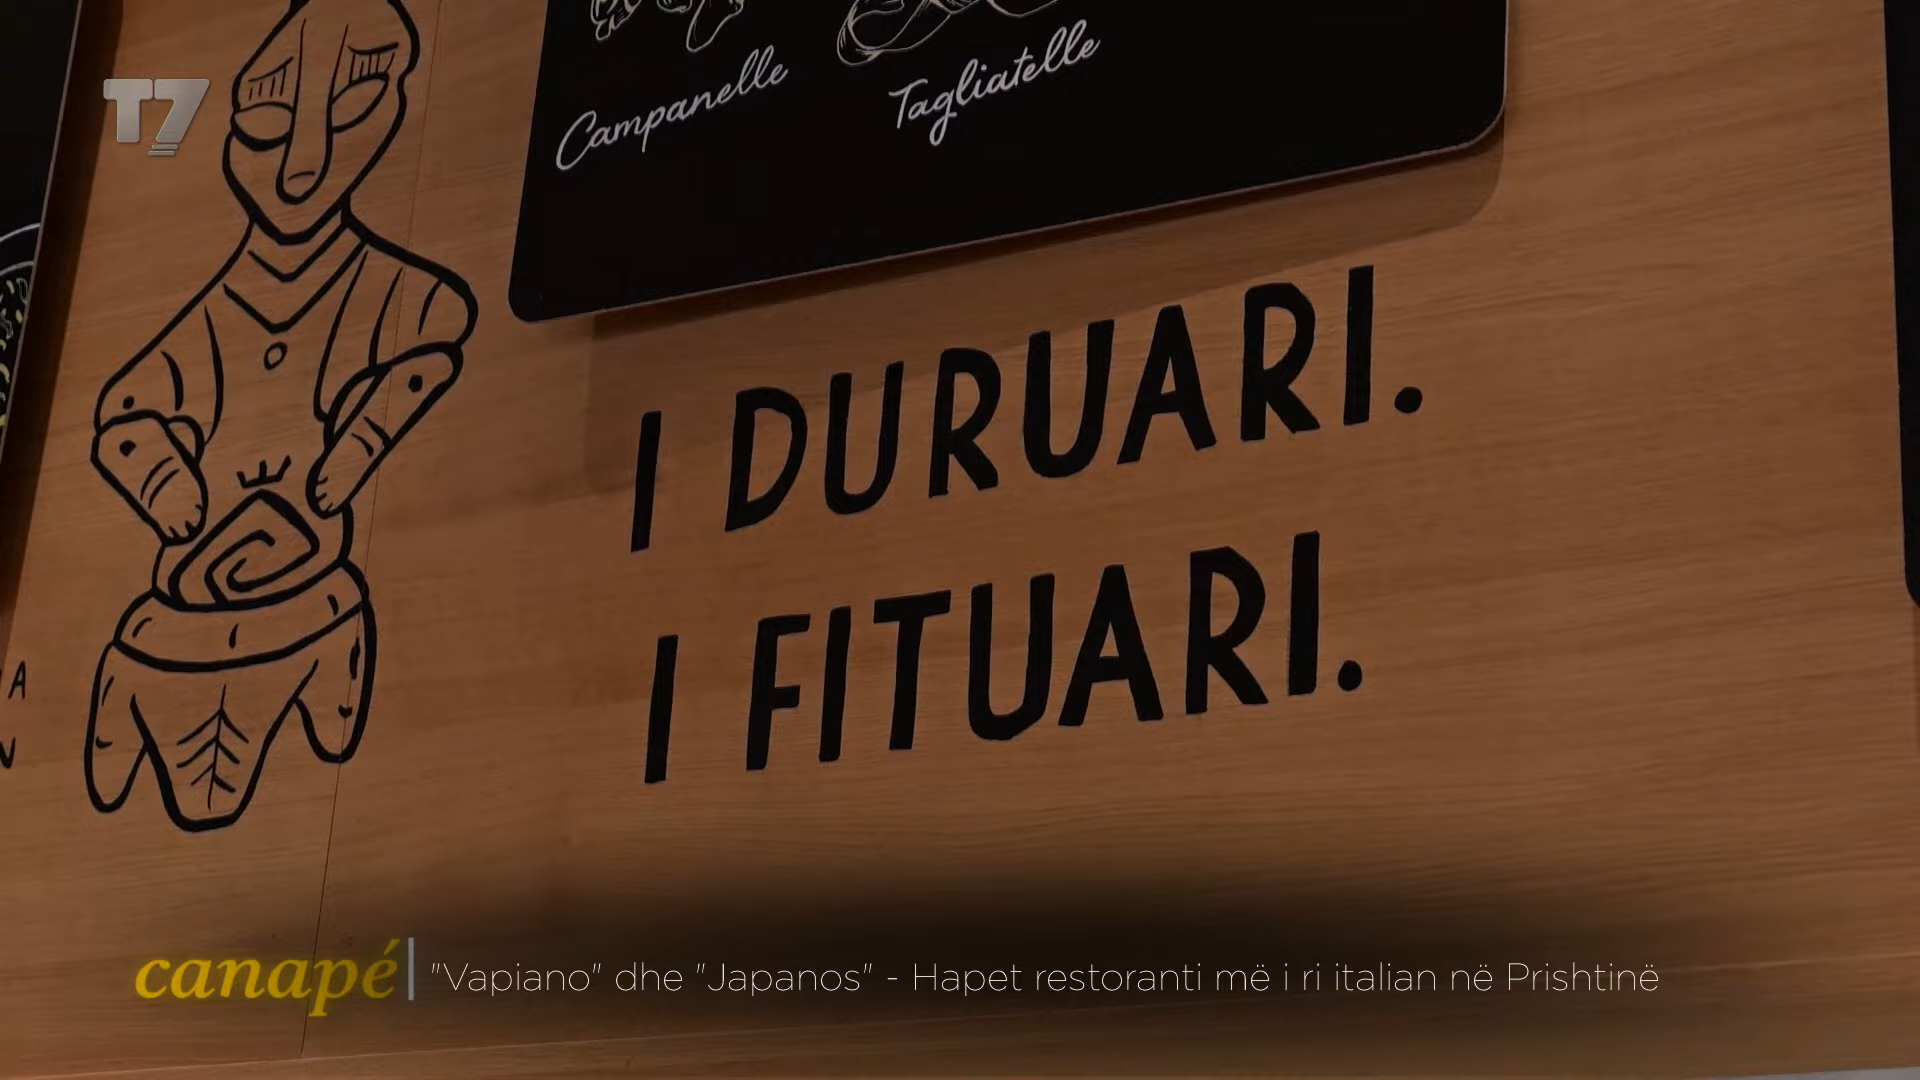 T7
Campanelle
Tagliatelle
I DURUARI.
I FITUARI.
canapé
"Vapiano" dhe "Japanos" - Hapet restoranti më i ri italian në Prishtinë